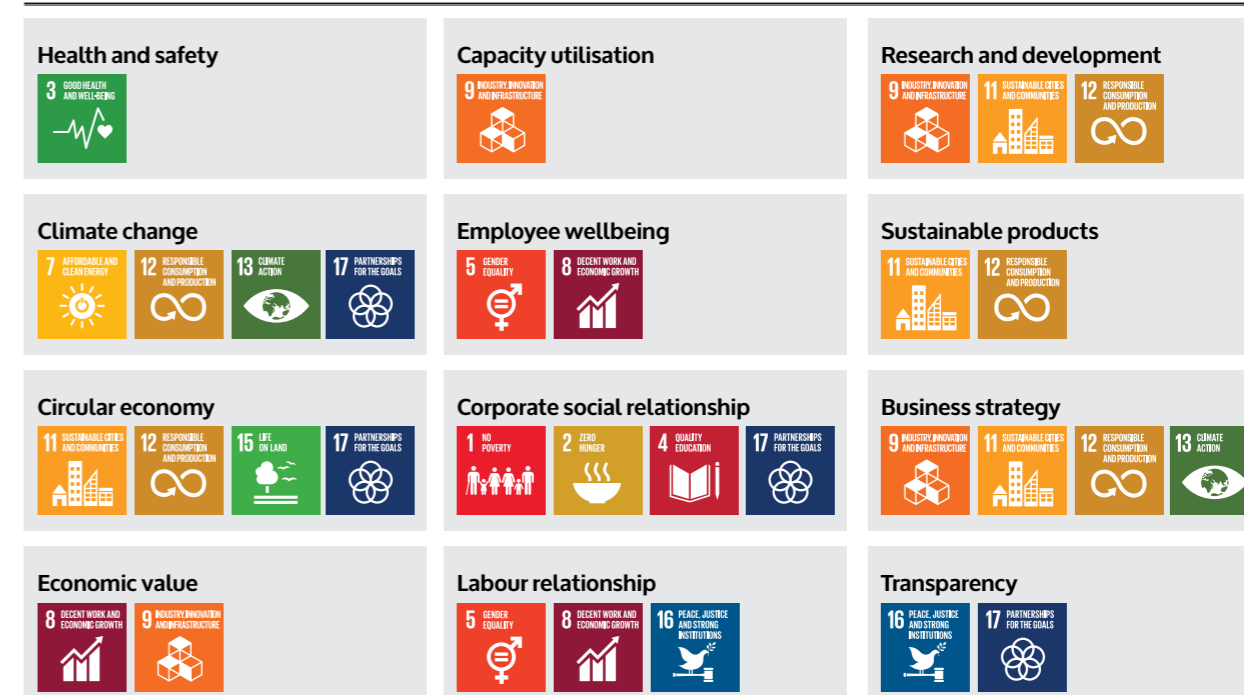 Health and safety
3 GOOD HEALTH
AND WELL-BEING
Capacity utilisation
9 INDUSTRY, INNOVATION
AND INFRASTRUCTURE
Research and development
9 INDUSTRY, INNOVATION
AND INFRASTRUCTURE
11 SUSTAINABLE CITIES
AND COMMUNITIES
12 RESPONSIBLE
CONSUMPTION
AND PRODUCTION
Climate change
7 AFFORDABLE AND
CLEAN ENERGY
12 RESPONSIBLE
CONSUMPTION
AND PRODUCTION
13 CLIMATE
ACTION
17 PARTNERSHIPS
FOR THE GOALS
Employee wellbeing
5 GENDER
EQUALITY
8 DECENT WORK AND
ECONOMIC GROWTH
Sustainable products
11 SUSTAINABLE CITIES
AND COMMUNITIES
12 RESPONSIBLE
CONSUMPTION
AND PRODUCTION
Circular economy
11 SUSTAINABLE CITIES
AND COMMUNITIES
12 RESPONSIBLE
CONSUMPTION
AND PRODUCTION
15 LIFE
ON LAND
17 PARTNERSHIPS
FOR THE GOALS
Corporate social relationship
1 NO
POVERTY
2 ZERO
HUNGER
4 QUALITY
EDUCATION
17 PARTNERSHIPS
FOR THE GOALS
Business strategy
9 INDUSTRY, INNOVATION
AND INFRASTRUCTURE
11 SUSTAINABLE CITIES
AND COMMUNITIES
12 RESPONSIBLE
CONSUMPTION
AND PRODUCTION
13 CLIMATE
ACTION
Economic value
8 DECENT WORK AND
ECONOMIC GROWTH
9 INDUSTRY, INNOVATION
AND INFRASTRUCTURE
Labour relationship
5 GENDER
EQUALITY
8 DECENT WORK AND
ECONOMIC GROWTH
16 PEACE, JUSTICE
AND STRONG
INSTITUTIONS
Transparency
16 PEACE, JUSTICE
AND STRONG
INSTITUTIONS
17 PARTNERSHIPS
FOR THE GOALS